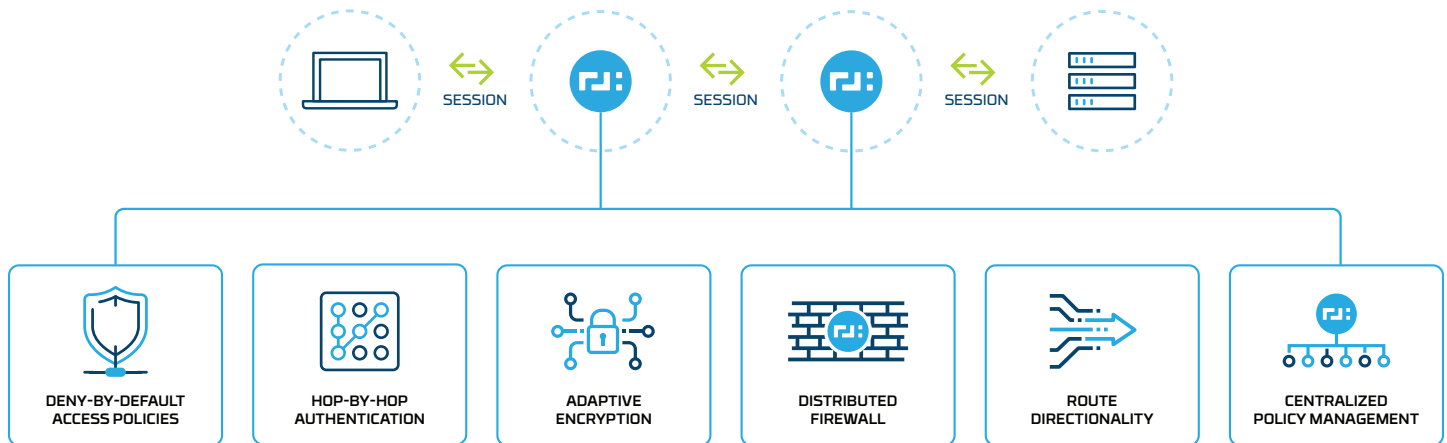 SESSION
SESSION
SESSION
DENY-BY-DEFAULT
ACCESS POLICIES
HOP-BY-HOP
AUTHENTICATION
ADAPTIVE
ENCRYPTION
DISTRIBUTED
FIREWALL
ROUTE
DIRECTIONALITY
CENTRALIZED
POLICY MANAGEMENT